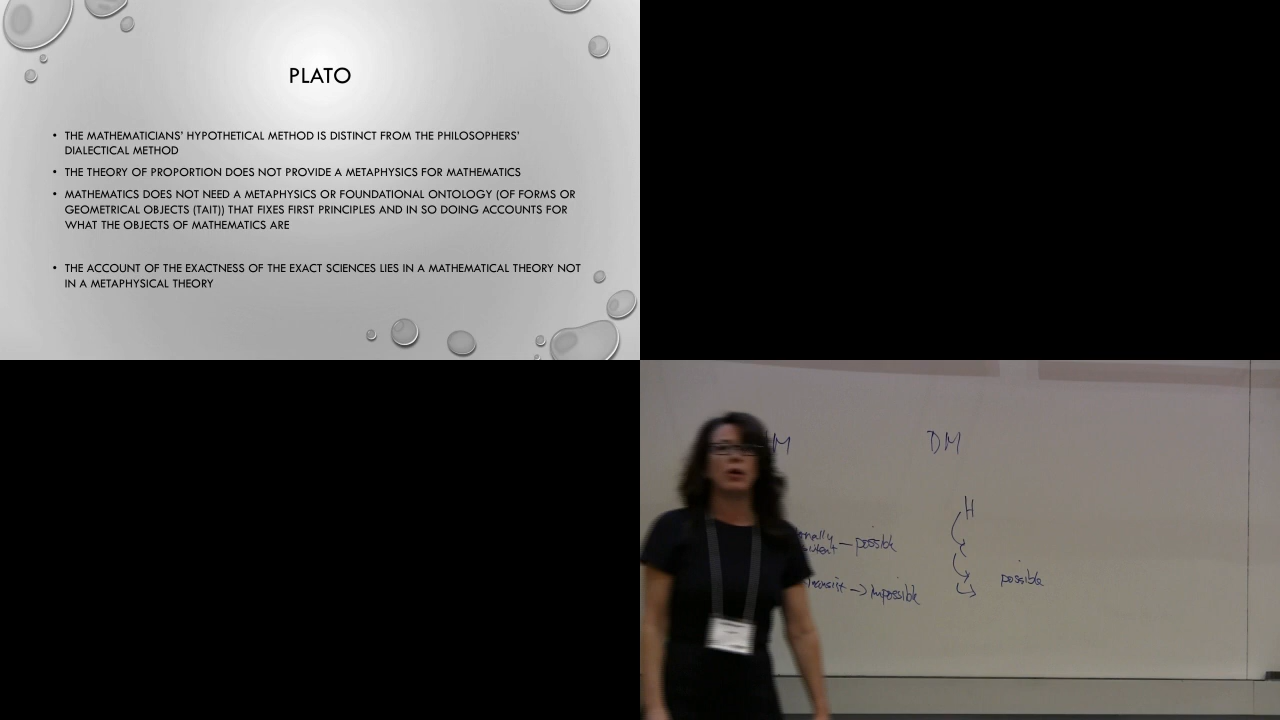 PLATO
• THE MATHEMATICIANS' HYPOTHETICAL METHOD IS DISTINCT FROM THE PHILOSOPHERS'
DIALECTICAL METHOD
• THE THEORY OF PROPORTION DOES NOT PROVIDE A METAPHYSICS FOR MATHEMATICS
• MATHEMATICS DOES NOT NEED A METAPHYSICS OR FOUNDATIONAL ONTOLOGY (OF FORMS OR
GEOMETRICAL OBJECTS (TAIT)) THAT FIXES FIRST PRINCIPLES AND IN SO DOING ACCOUNTS FOR
WHAT THE OBJECTS OF MATHEMATICS ARE
• THE ACCOUNT OF THE EXACTNESS OF THE EXACT SCIENCES LIES IN A MATHEMATICAL THEORY NOT
IN A METAPHYSICAL THEORY
DM
H
— possible
→ impossible
possible